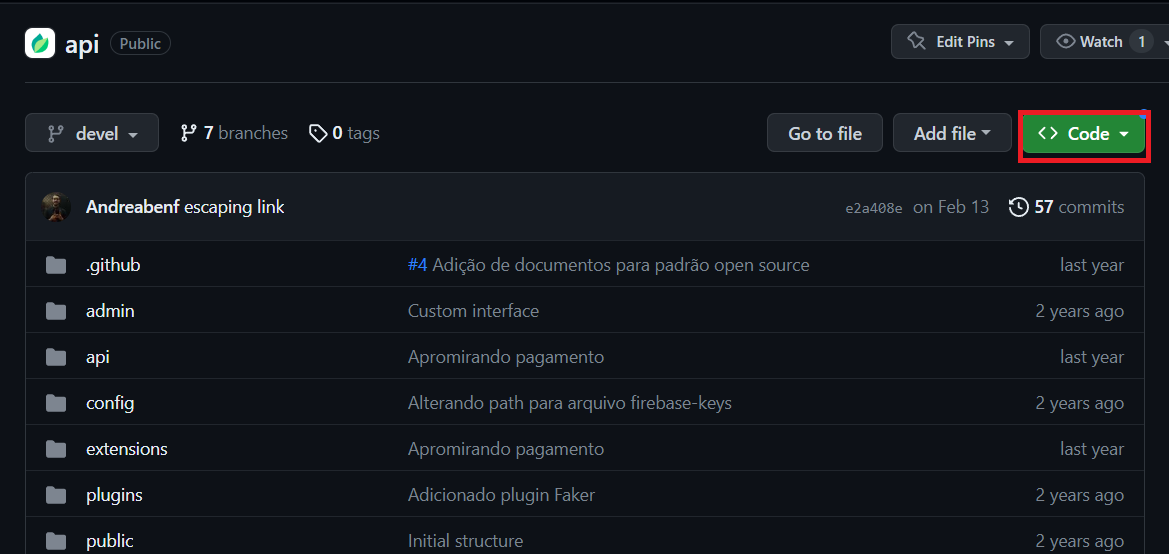 api Public Edit Pins Watch 1
devel 7 branches 0 tags Go to file Add file Code
Andreabenf escaping link e2a408e on Feb 13 57 commits
.github #4 Adição de documentos para padrão open source last year
admin Custom interface 2 years ago
api Apromirando pagamento last year
config Alterando path para arquivo firebase-keys 2 years ago
extensions Apromirando pagamento last year
plugins Adicionado plugin Faker 2 years ago
public Initial structure 2 years ago